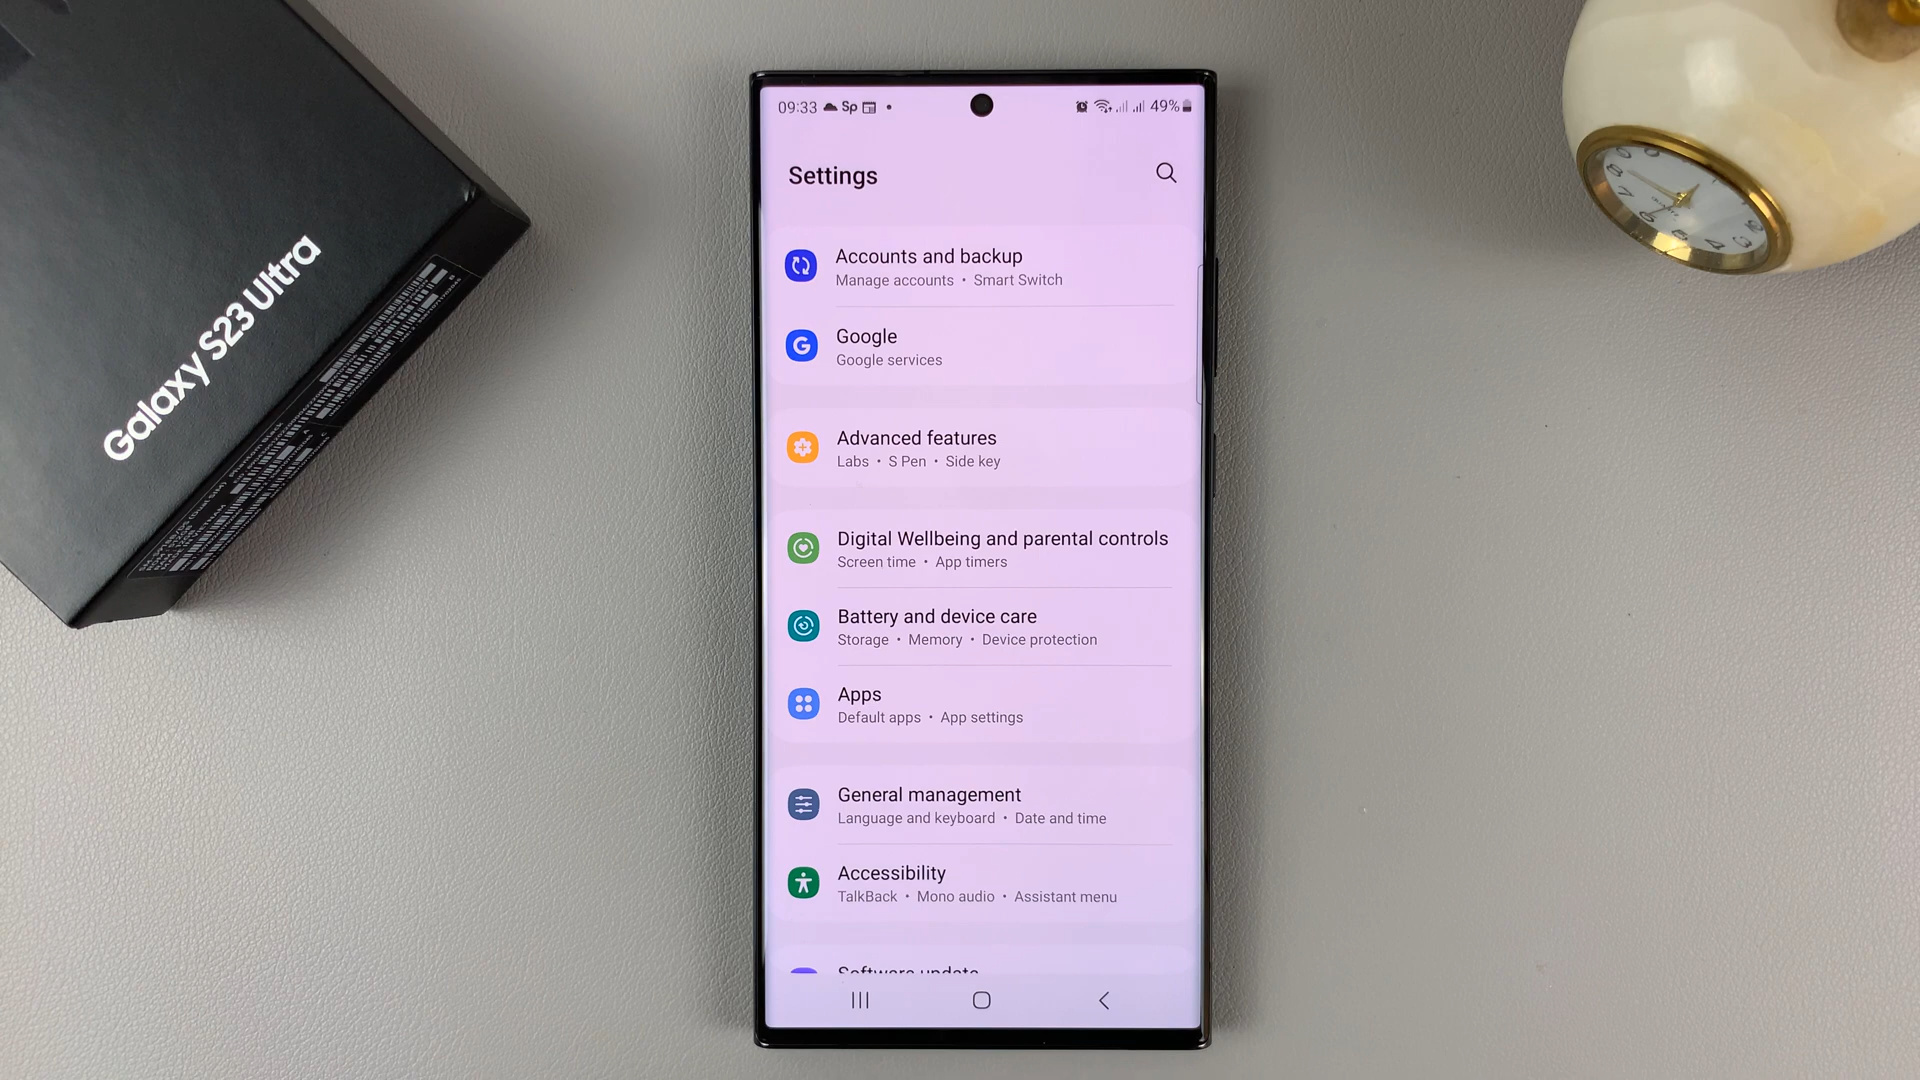 Galaxy S23 Ultra
09:33 Sp 49%
Settings
Accounts and backup
Manage accounts • Smart Switch
Google
Google services
Advanced features
Labs • S Pen • Side key
Digital Wellbeing and parental controls
Screen time • App timers
Battery and device care
Storage • Memory • Device protection
Apps
Default apps • App settings
General management
Language and keyboard • Date and time
Accessibility
TalkBack • Mono audio • Assistant menu
Software update